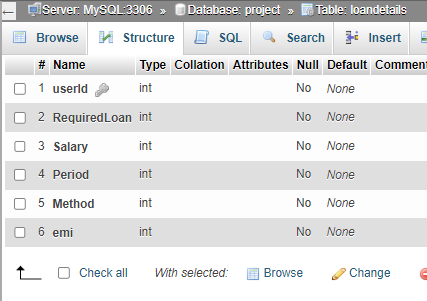 Server: MySQL:3306 » Database: project » Table: loandetails
Browse Structure SQL Search Insert
# Name Type Collation Attributes Null Default Comment
1 userId int No None
2 RequiredLoan int No None
3 Salary int No None
4 Period int No None
5 Method int No None
6 emi int No None
Check all With selected: Browse Change